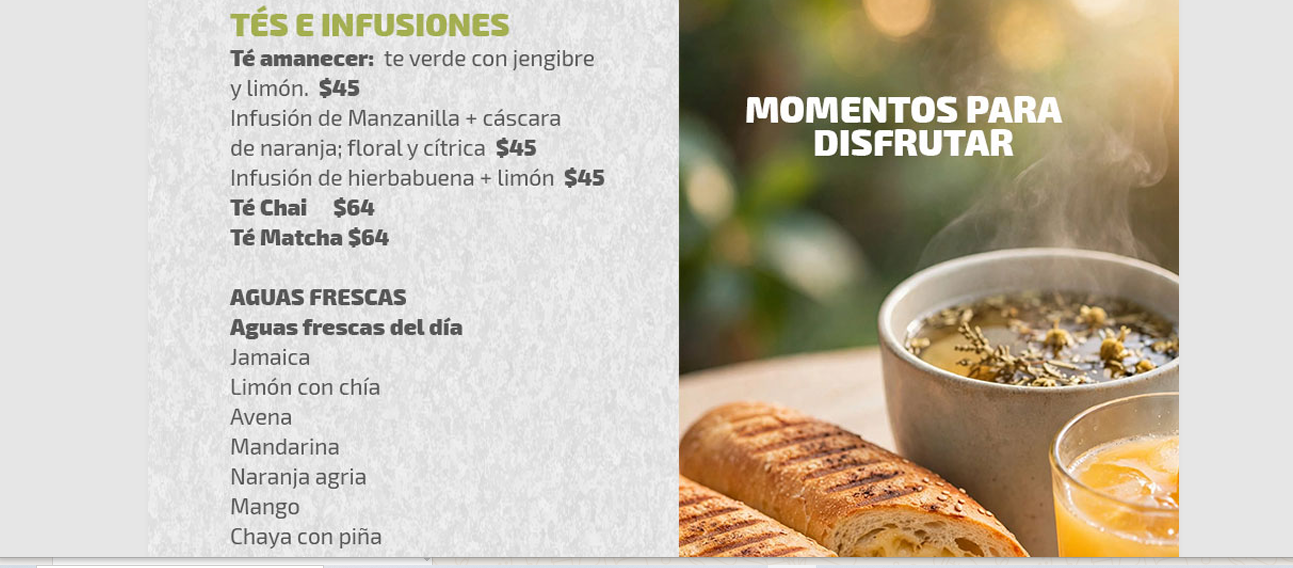 TÉS E INFUSIONES
Té amanecer: te verde con jengibre
y limón. $45
Infusión de Manzanilla + cáscara
de naranja; floral y cítrica $45
Infusión de hierbabuena + limón $45
Té Chai $64
Té Matcha $64
AGUAS FRESCAS
Aguas frescas del día
Jamaica
Limón con chía
Avena
Mandarina
Naranja agria
Mango
Chaya con piña
MOMENTOS PARA
DISFRUTAR